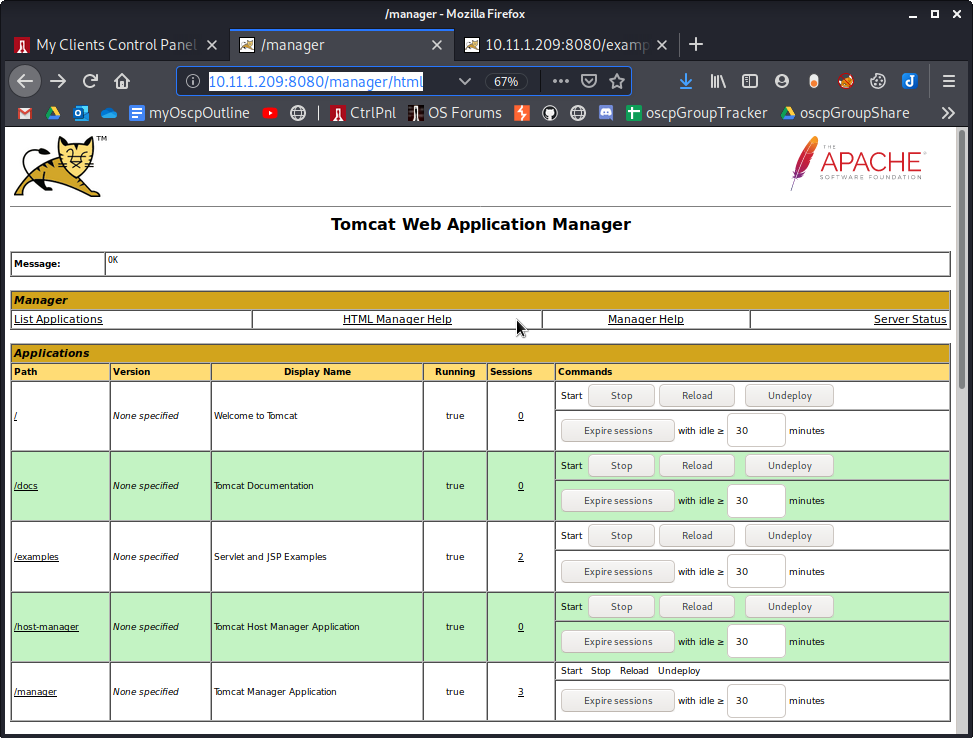 /manager - Mozilla Firefox
My Clients Control Panel
/manager
10.11.1.209:8080/examp
10.11.1.209:8080/manager/html
67%
myOscpOutline
CtrlPnl
OS Forums
oscpGroupTracker
oscpGroupShare
TM
THE
APACHE
SOFTWARE FOUNDATION
Tomcat Web Application Manager
Message: OK
Manager
List Applications HTML Manager Help Manager Help Server Status
Applications
Path Version Display Name Running Sessions Commands
/ None specified Welcome to Tomcat true 0
Start Stop Reload Undeploy
Expire sessions with idle ≥ 30 minutes
/docs None specified Tomcat Documentation true 0
Start Stop Reload Undeploy
Expire sessions with idle ≥ 30 minutes
/examples None specified Servlet and JSP Examples true 2
Start Stop Reload Undeploy
Expire sessions with idle ≥ 30 minutes
/host-manager None specified Tomcat Host Manager Application true 0
Start Stop Reload Undeploy
Expire sessions with idle ≥ 30 minutes
/manager None specified Tomcat Manager Application true 3
Start Stop Reload Undeploy
Expire sessions with idle ≥ 30 minutes